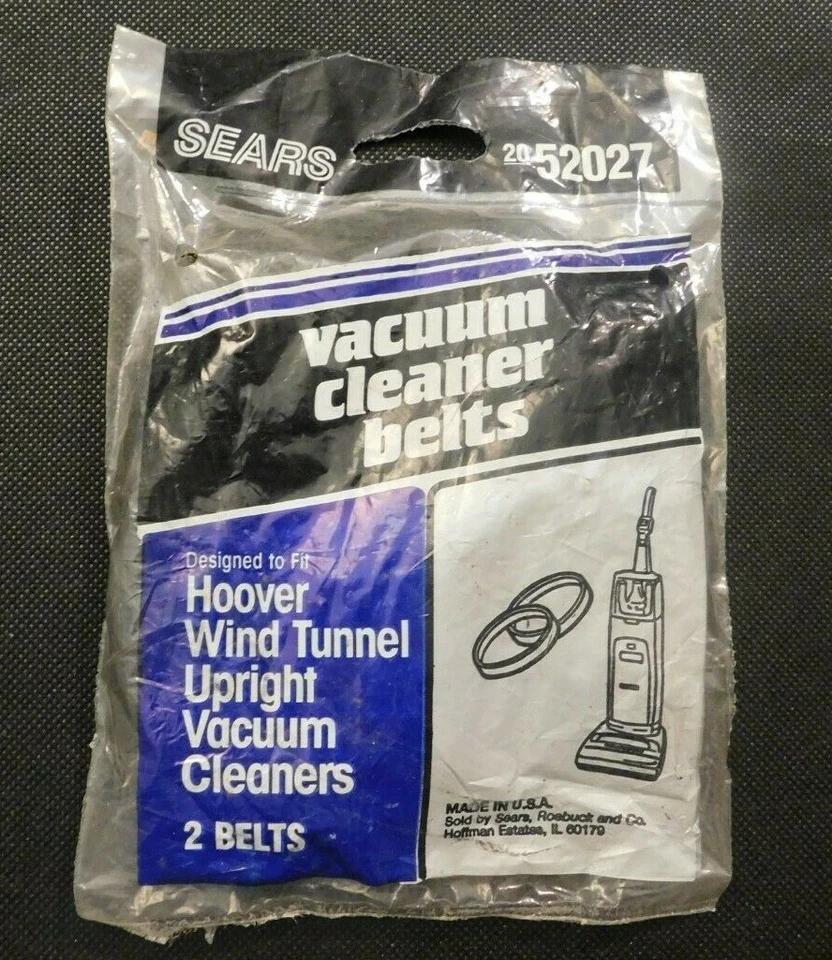 SEARS
20 52027
vacuum
cleaner
belts
Designed to Fit
Hoover
Wind Tunnel
Upright
Vacuum
Cleaners
2 BELTS
MADE IN U.S.A.
Sold by Sears, Roebuck and Co.
Hoffman Estates, IL 60179